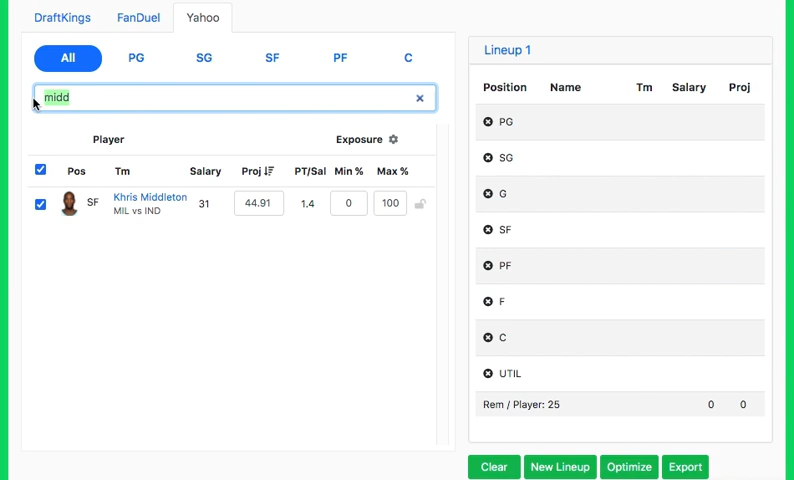 DraftKings FanDuel Yahoo
All PG SG SF PF C
midd
Player Exposure
Pos Tm Salary Proj PT/Sal Min % Max %
SF Khris Middleton 31 44.91 1.4 0 100
MIL vs IND
Lineup 1
Position Name Tm Salary Proj
PG
SG
G
SF
PF
F
C
UTIL
Rem / Player: 25 0 0
Clear New Lineup Optimize Export